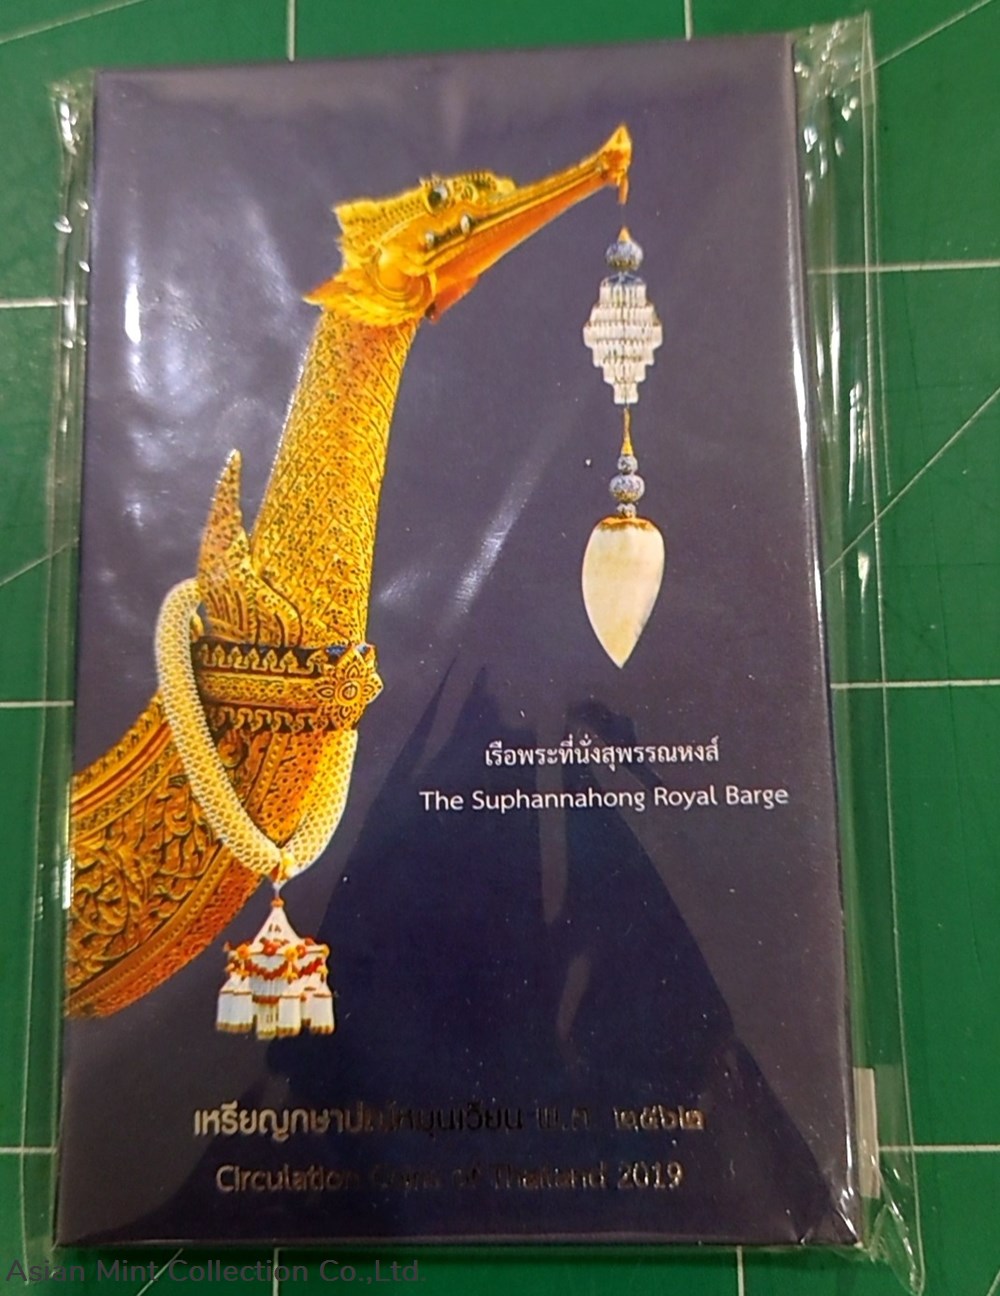 เรือพระที่นั่งสุพรรณหงส์
The Suphannahong Royal Barge
เหรียญกษาปณ์หมุนเวียน พ.ศ. ๒๕๖๒
Circulation Coins of Thailand 2019
Asian Mint Collection Co.,Ltd.